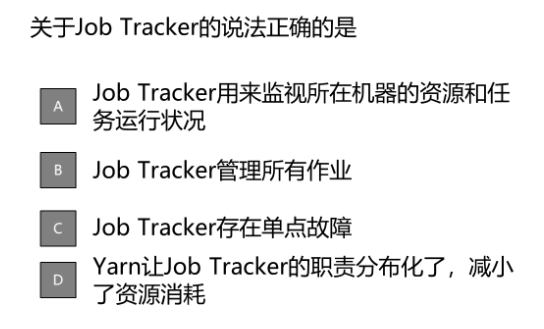 关于Job Tracker的说法正确的是
A
Job Tracker用来监视所在机器的资源和任
务运行状况
B
Job Tracker管理所有作业
C
Job Tracker存在单点故障
D
Yarn让Job Tracker的职责分布化了，减小
了资源消耗